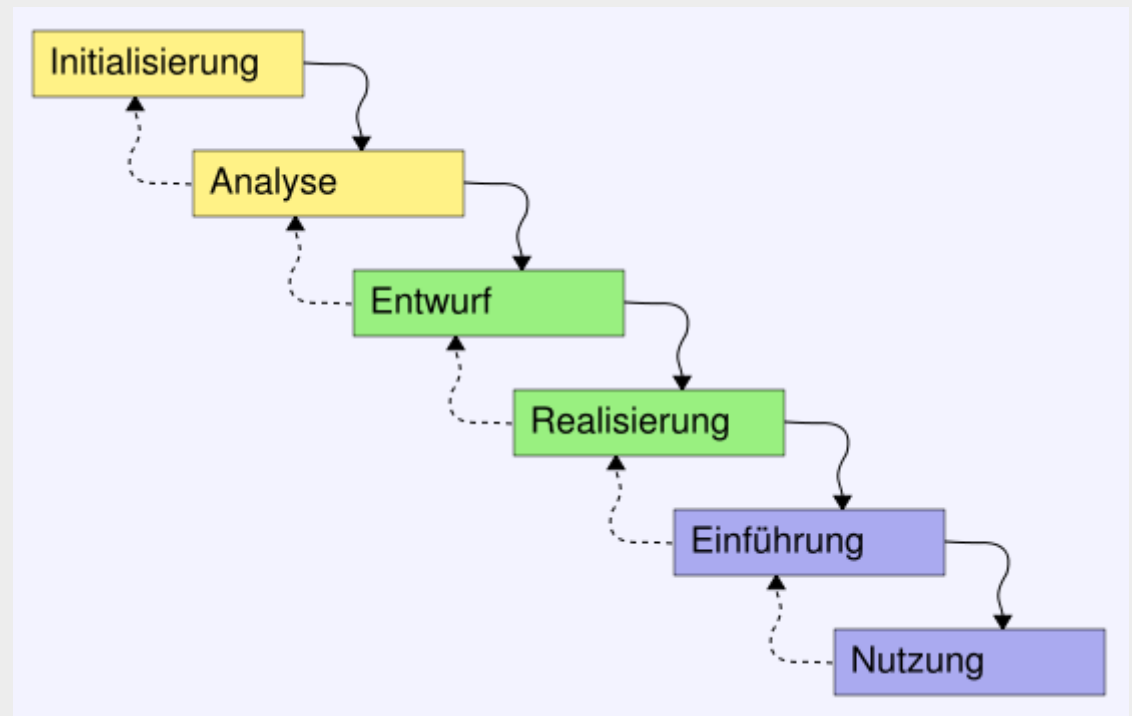 Initialisierung
Analyse
Entwurf
Realisierung
Einführung
Nutzung